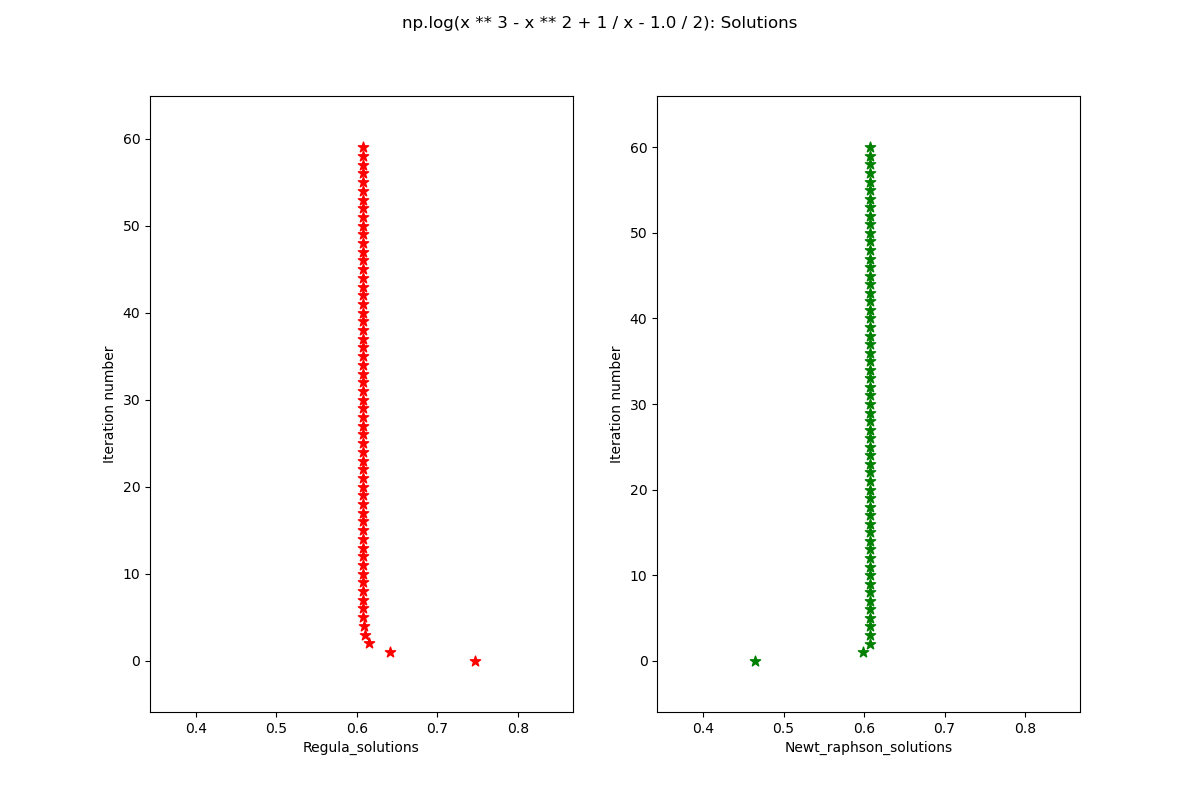 np.log(x ** 3 - x ** 2 + 1 / x - 1.0 / 2): Solutions
60
50
40
30
20
10
0
Iteration number
0.4 0.5 0.6 0.7 0.8
Regula_solutions
60
50
40
30
20
10
0
Iteration number
0.4 0.5 0.6 0.7 0.8
Newt_raphson_solutions